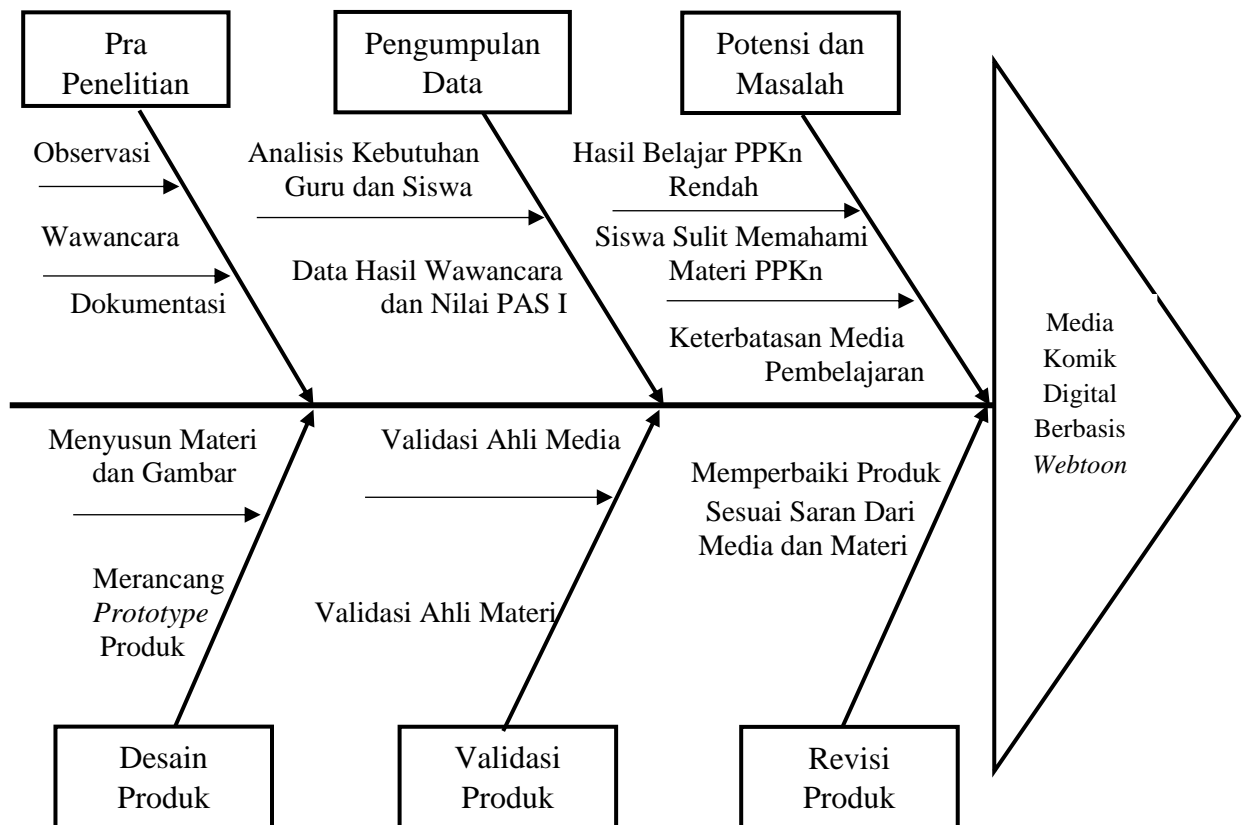 Pra
Penelitian
Pengumpulan
Data
Potensi dan
Masalah
Observasi
Wawancara
Dokumentasi
Analisis Kebutuhan
Guru dan Siswa
Data Hasil Wawancara
dan Nilai PAS I
Hasil Belajar PPKn
Rendah
Siswa Sulit Memahami
Materi PPKn
Keterbatasan Media
Pembelajaran
Media
Komik
Digital
Berbasis
Webtoon
Menyusun Materi
dan Gambar
Merancang
Prototype
Produk
Validasi Ahli Media
Validasi Ahli Materi
Memperbaiki Produk
Sesuai Saran Dari
Media dan Materi
Desain
Produk
Validasi
Produk
Revisi
Produk